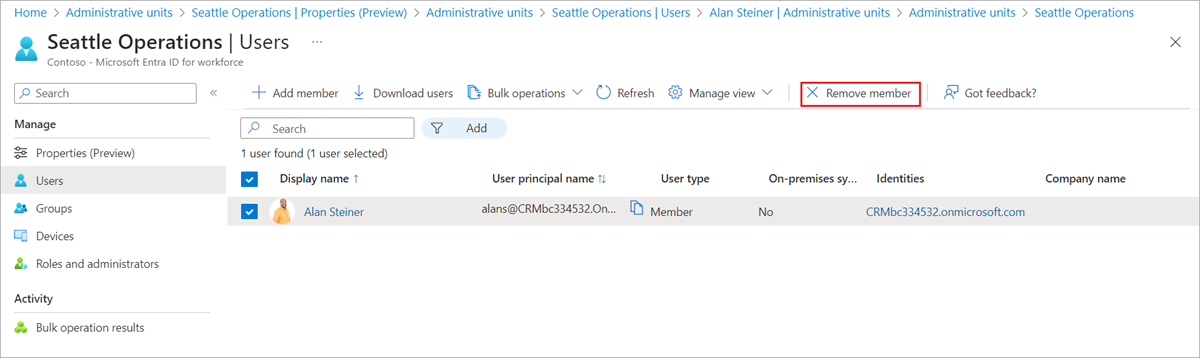 Home > Administrative units > Seattle Operations | Properties (Preview) > Administrative units > Seattle Operations | Users > Alan Steiner | Administrative units > Administrative units > Seattle Operations
Seattle Operations | Users ...
Contoso - Microsoft Entra ID for workforce
Search «
Add member Download users Bulk operations Refresh Manage view Remove member Got feedback?
Manage
Properties (Preview)
Users
Groups
Devices
Roles and administrators
Activity
Bulk operation results
Search Add
1 user found (1 user selected)
Display name ↑ User principal name ↑↓ User type On-premises sy... Identities Company name
Alan Steiner alans@CRMbc334532.On... Member No CRMbc334532.onmicrosoft.com